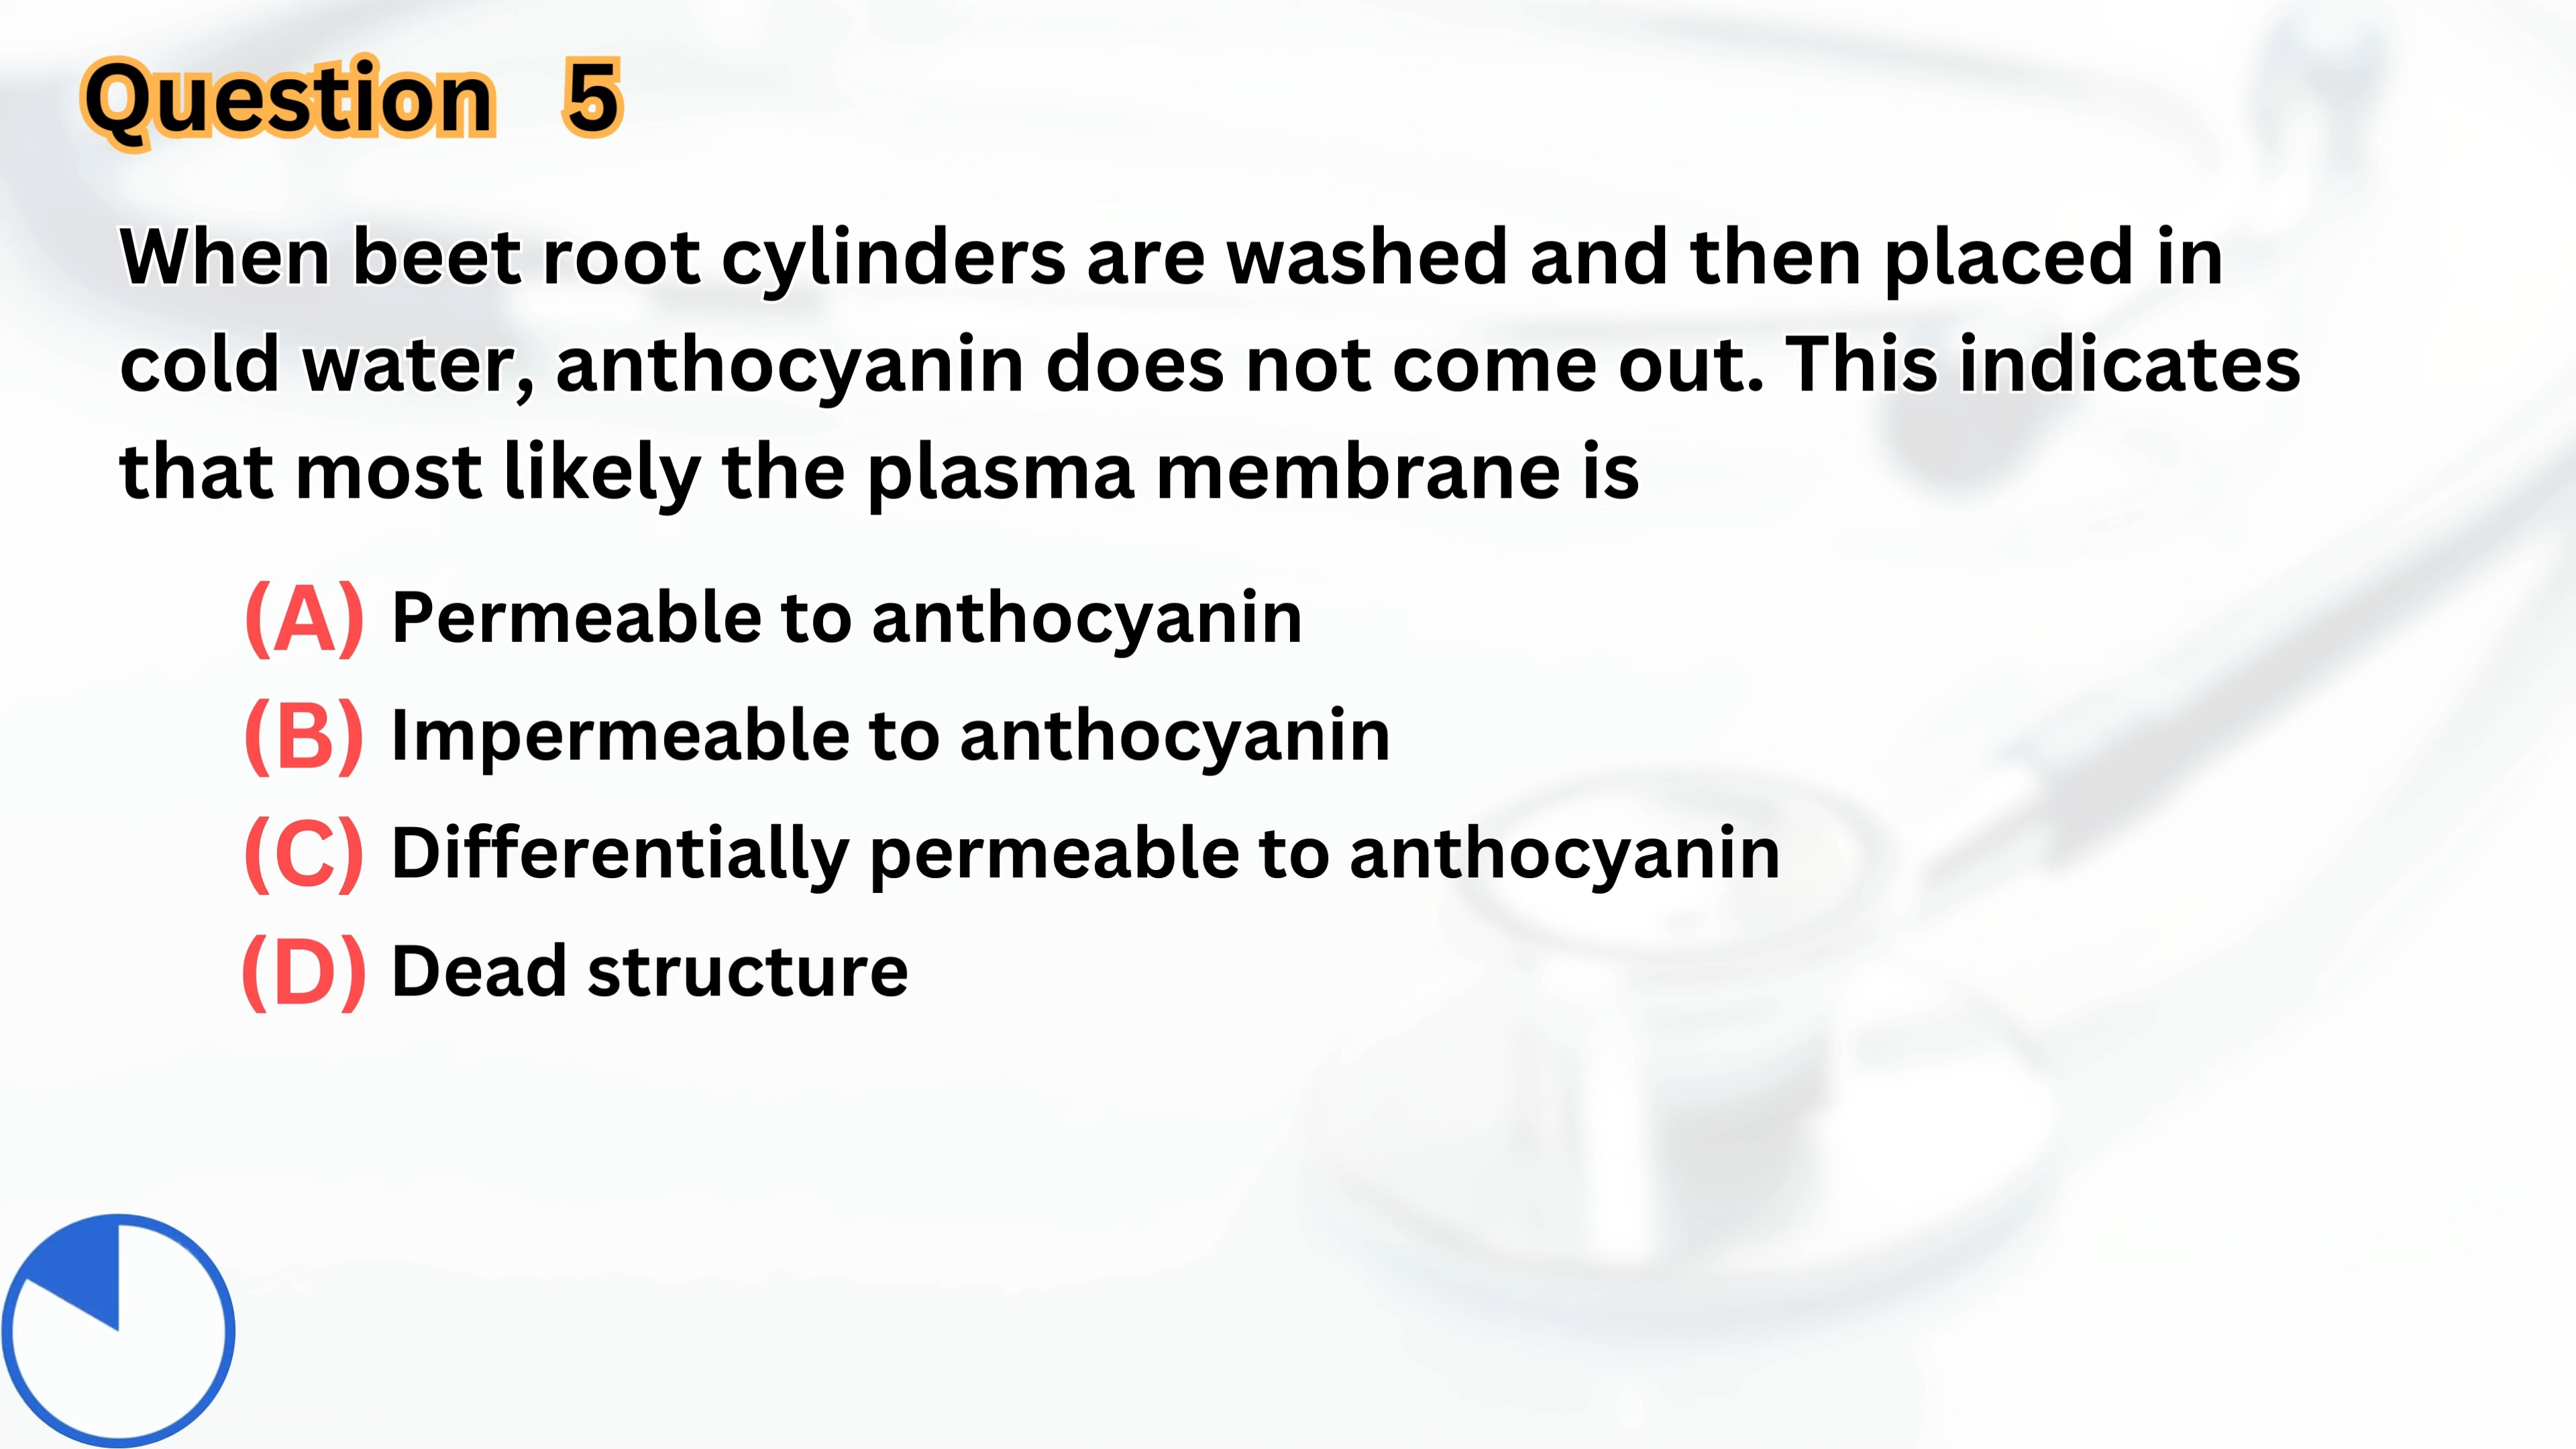 Question 5
When beet root cylinders are washed and then placed in
cold water, anthocyanin does not come out. This indicates
that most likely the plasma membrane is
(A) Permeable to anthocyanin
(B) Impermeable to anthocyanin
(C) Differentially permeable to anthocyanin
(D) Dead structure